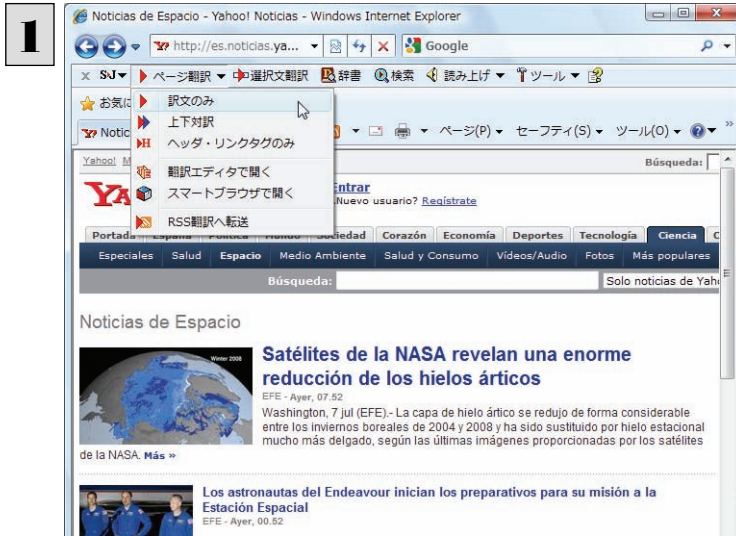 1
Noticias de Espacio - Yahoo! Noticias - Windows Internet Explorer
http://es.noticias.ya...
Google
S›J ページ翻訳 選択文翻訳 辞書 検索 読み上げ ツール
訳文のみ
上下対訳
ヘッダ・リンクタグのみ
翻訳エディタで開く
スマートブラウザで開く
RSS翻訳へ転送
お気に
Notic
ページ(P) セーフティ(S) ツール(O) »
Yahoo! Búsqueda:
YA Entrar
Nuevo usuario? Regístrate
Portada España Política Mundo Sociedad Corazón Economía Deportes Tecnología Ciencia C
Especiales Salud Espacio Medio Ambiente Salud y Consumo Vídeos/Audio Fotos Más populares
Búsqueda: Solo noticias de Yah
Noticias de Espacio
Winter 2008
Satélites de la NASA revelan una enorme
reducción de los hielos árticos
EFE - Ayer, 07.52
Washington, 7 jul (EFE).- La capa de hielo ártico se redujo de forma considerable
entre los inviernos boreales de 2004 y 2008 y ha sido sustituido por hielo estacional
mucho más delgado, según las últimas imágenes proporcionadas por los satélites
de la NASA. Más »
Los astronautas del Endeavour inician los preparativos para su misión a la
Estación Espacial
EFE - Ayer, 00.52